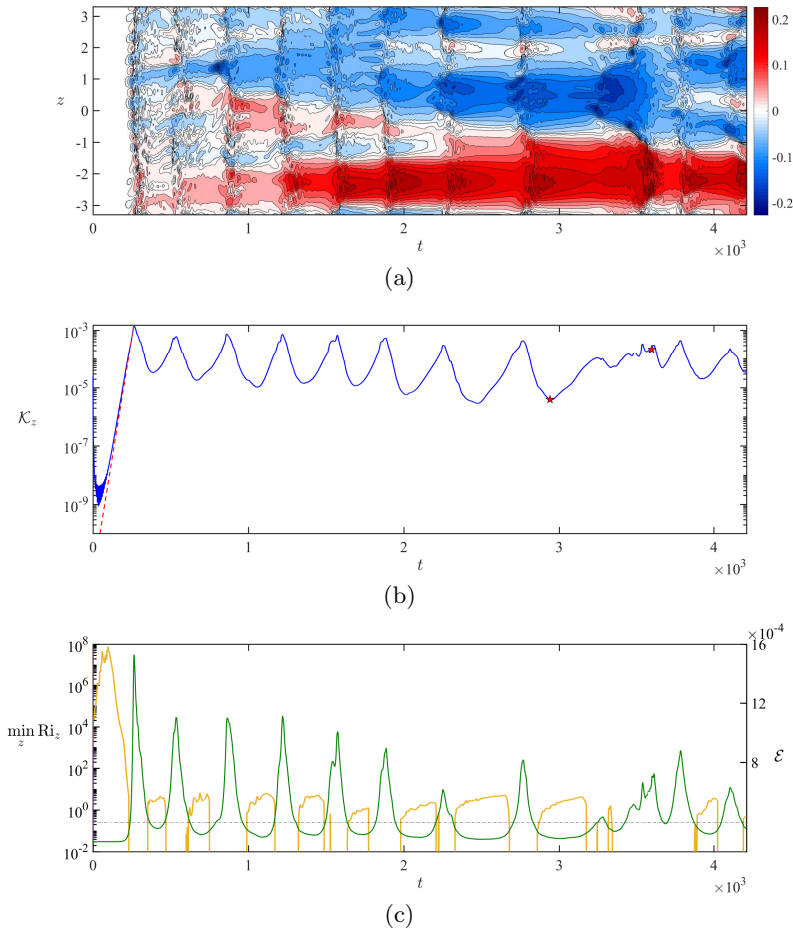 3
2
1
0
-1
-2
-3
z
0 1 2 3 4
t
×10³
0.2
0.1
0
-0.1
-0.2
(a)
10⁻³
10⁻⁵
10⁻⁷
10⁻⁹
𝒦z
0 1 2 3 4
t
×10³
(b)
×10⁻⁴
10⁸
10⁶
10⁴
10²
10⁰
10⁻²
min Riz
z
16
12
8
ℰ
0 1 2 3 4
t
×10³
(c)